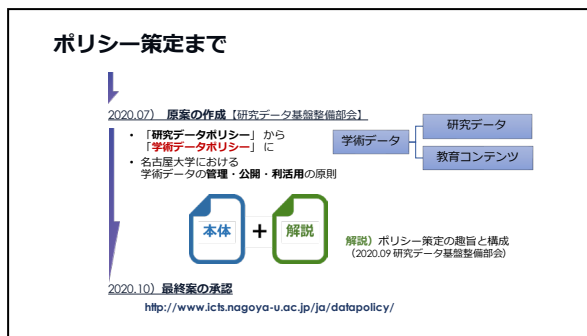 ポリシー策定まで
2020.07） 原案の作成【研究データ基盤整備部会】
• 「研究データポリシー」 から
「学術データポリシー」 に
• 名古屋大学における
学術データの管理・公開・利活用の原則
学術データ
研究データ
教育コンテンツ
本体 + 解説
解説）ポリシー策定の趣旨と構成
（2020.09 研究データ基盤整備部会）
2020.10）最終案の承認
http://www.icts.nagoya-u.ac.jp/ja/datapolicy/